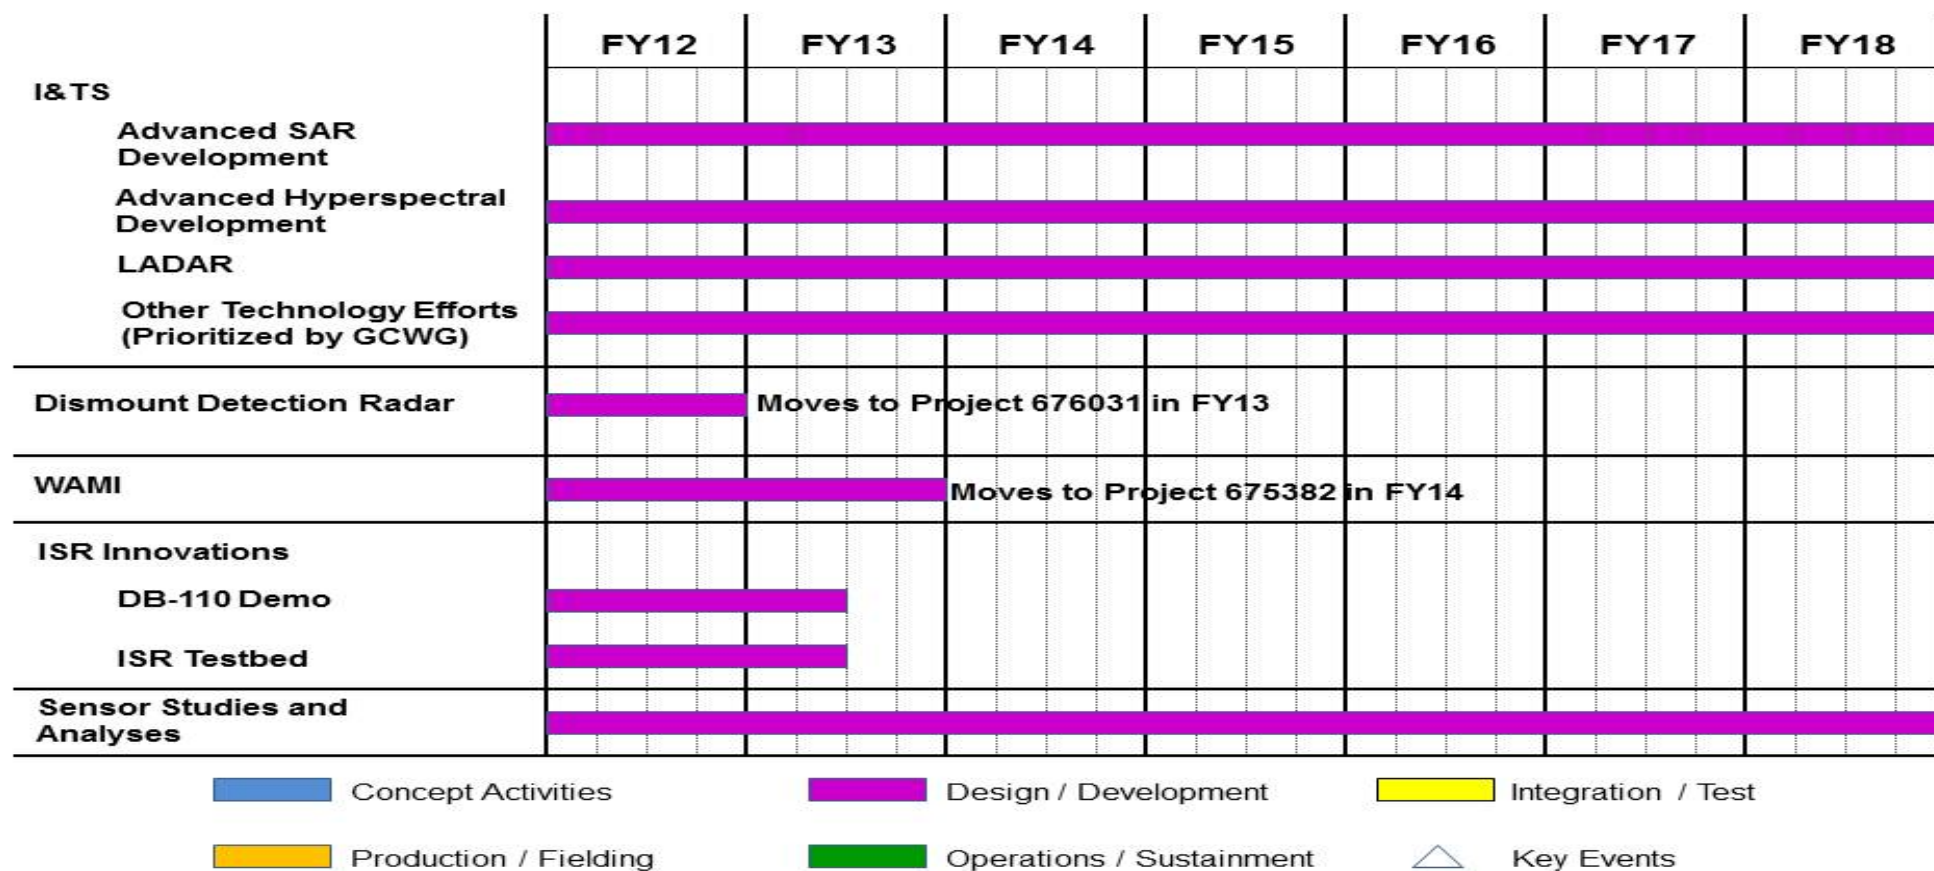 FY12 FY13 FY14 FY15 FY16 FY17 FY18
I&TS
Advanced SAR
Development
Advanced Hyperspectral
Development
LADAR
Other Technology Efforts
(Prioritized by GCWG)
Dismount Detection Radar Moves to Project 676031 in FY13
WAMI Moves to Project 675382 in FY14
ISR Innovations
DB-110 Demo
ISR Testbed
Sensor Studies and
Analyses
Concept Activities Design / Development Integration / Test
Production / Fielding Operations / Sustainment Key Events